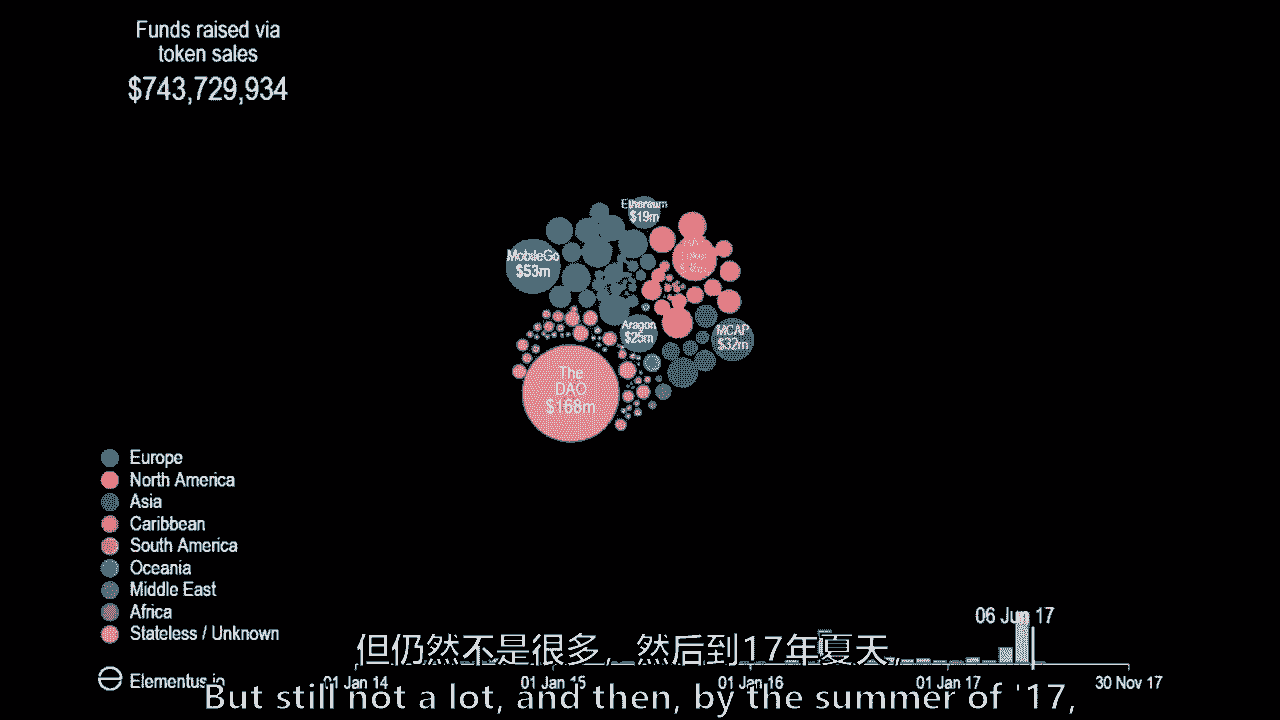 Funds raised via
token sales
$743,729,934
Ethereum
$19m
MobileGo
$53m
Aragon
$25m
MCAP
$32m
The
DAO
$168m
Europe
North America
Asia
Caribbean
South America
Oceania
Middle East
Africa
Stateless / Unknown
Elementus.io
06 Jun 17
01 Jan 14
01 Jan 15
01 Jan 16
01 Jan 17
30 Nov 17
但仍然不是很多，然后到17年夏天，
But still not a lot, and then, by the summer of '17,